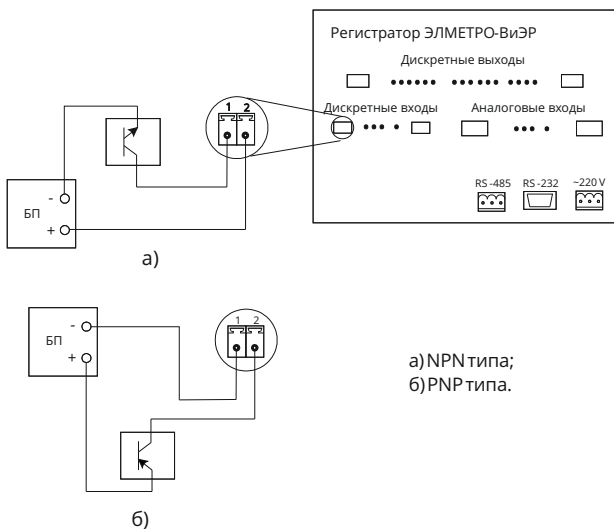 Регистратор ЭЛМЕТРО-ВиЭР
Дискретные выходы
Дискретные входы
Аналоговые входы
RS-485
RS-232
~220 V
1 2
БП
-
+
а)
1 2
БП
-
+
б)
а) NPN типа;
б) PNP типа.